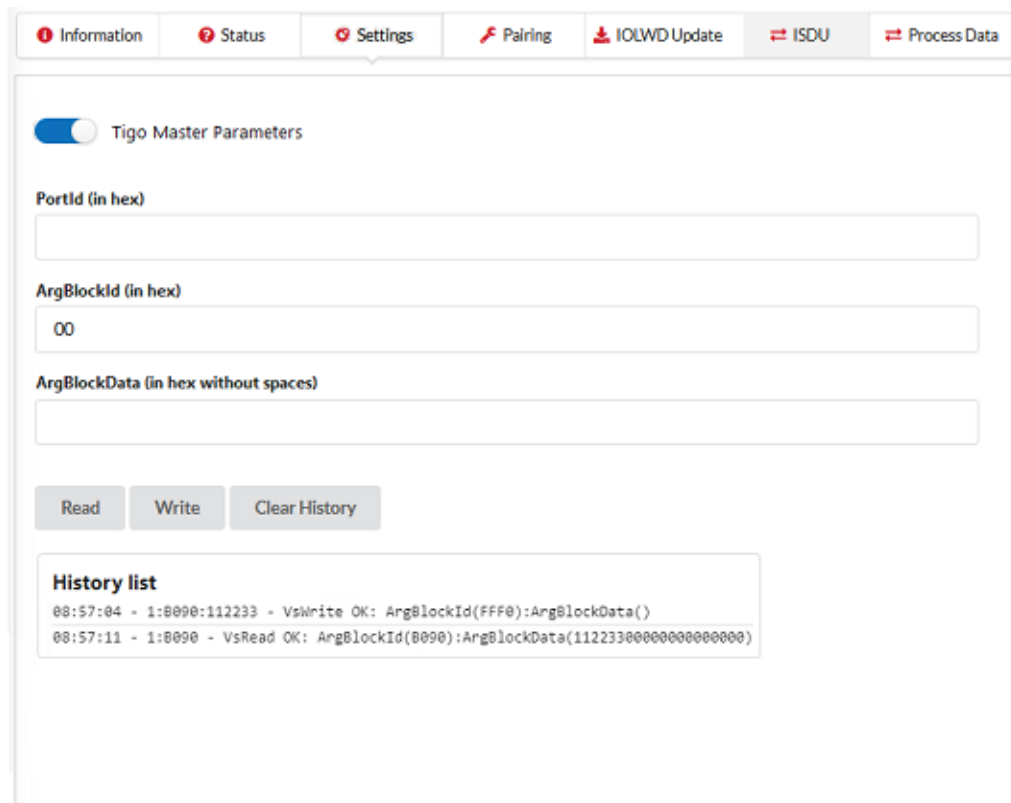 Information Status Settings Pairing IOLWD Update ISDU Process Data
Tigo Master Parameters
PortId (in hex)
ArgBlockId (in hex)
00
ArgBlockData (in hex without spaces)
Read Write Clear History
History list
08:57:04 - 1:B090:112233 - VsWrite OK: ArgBlockId(FFF0):ArgBlockData()
08:57:11 - 1:B090 - VsRead OK: ArgBlockId(B090):ArgBlockData(11223300000000000000)